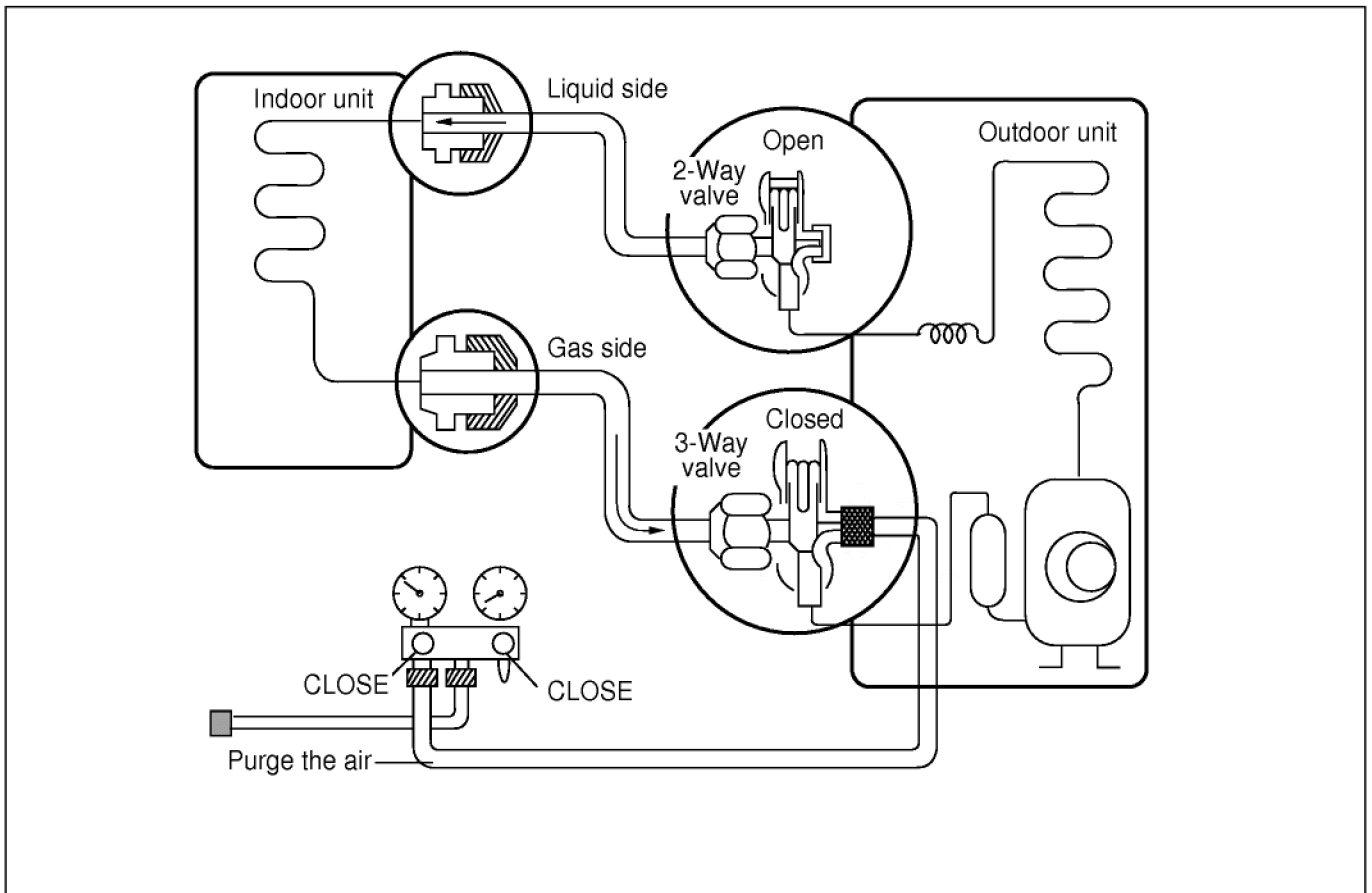 Indoor unit
Liquid side
Open
2-Way
valve
Outdoor unit
Gas side
Closed
3-Way
valve
CLOSE
CLOSE
Purge the air